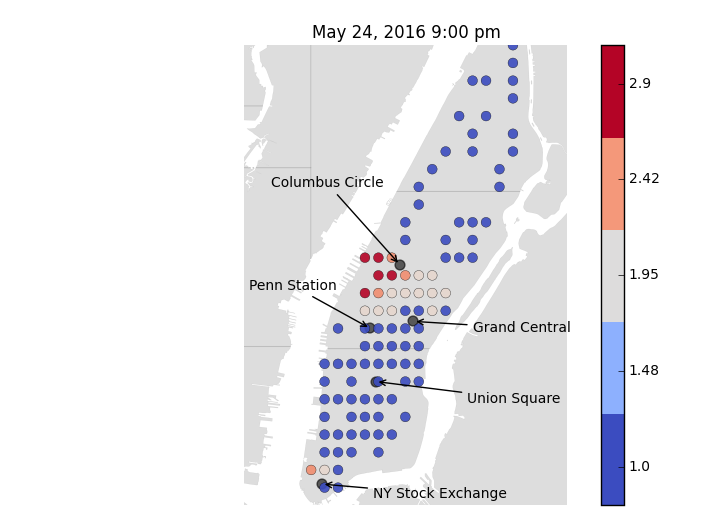 May 24, 2016 9:00 pm
2.9
Columbus Circle
2.42
Penn Station
1.95
Grand Central
1.48
Union Square
1.0
NY Stock Exchange